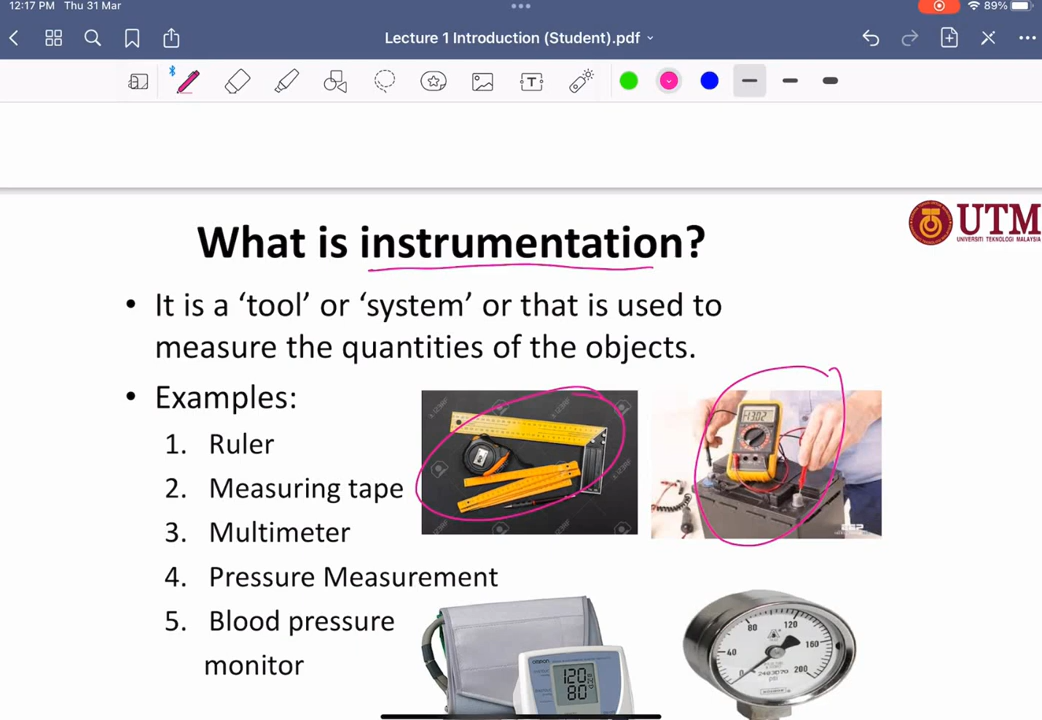 12:17 PM Thu 31 Mar
89%
Lecture 1 Introduction (Student).pdf
T
UTM
UNIVERSITI TEKNOLOGI MALAYSIA
What is instrumentation?
• It is a ‘tool’ or ‘system’ or that is used to
measure the quantities of the objects.
• Examples:
1. Ruler
2. Measuring tape
3. Multimeter
4. Pressure Measurement
5. Blood pressure
monitor
omron
120
80
40
80
120
160
200
psi